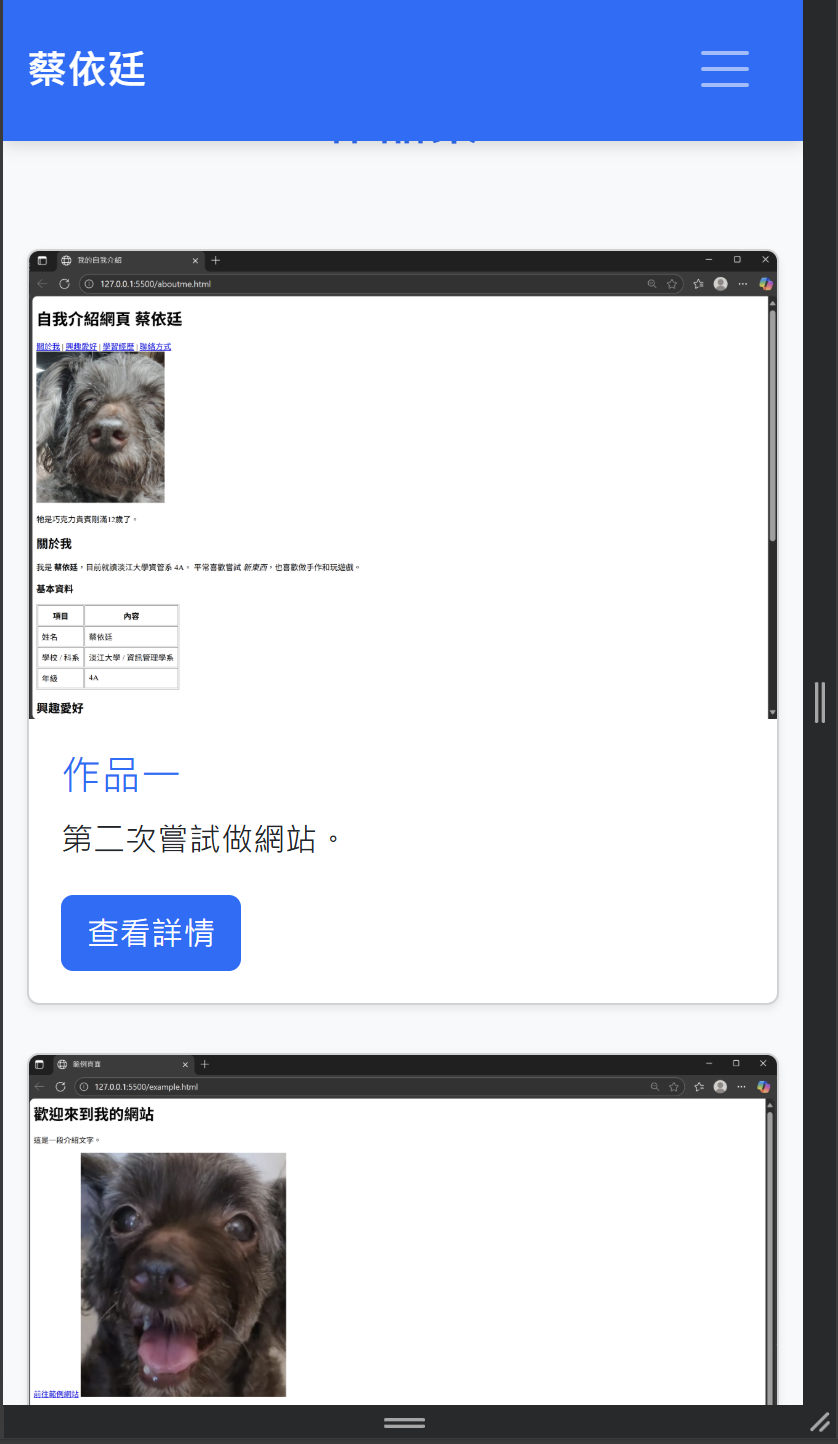 蔡依廷
我的自我介紹
127.0.0.1:5500/aboutme.html
自我介紹網頁 蔡依廷
關於我 | 興趣愛好 | 學習經歷 | 聯絡方式
牠是巧克力貴賓剛滿12歲了。
關於我
我是 蔡依廷，目前就讀淡江大學資管系 4A。 平常喜歡嘗試 新東西，也喜歡做手作和玩遊戲。
基本資料
項目 內容
姓名 蔡依廷
學校 / 科系 淡江大學 / 資訊管理學系
年級 4A
興趣愛好
作品一
第二次嘗試做網站。
查看詳情
範例頁面
127.0.0.1:5500/example.html
歡迎來到我的網站
這是一段介紹文字。
前往範例網站